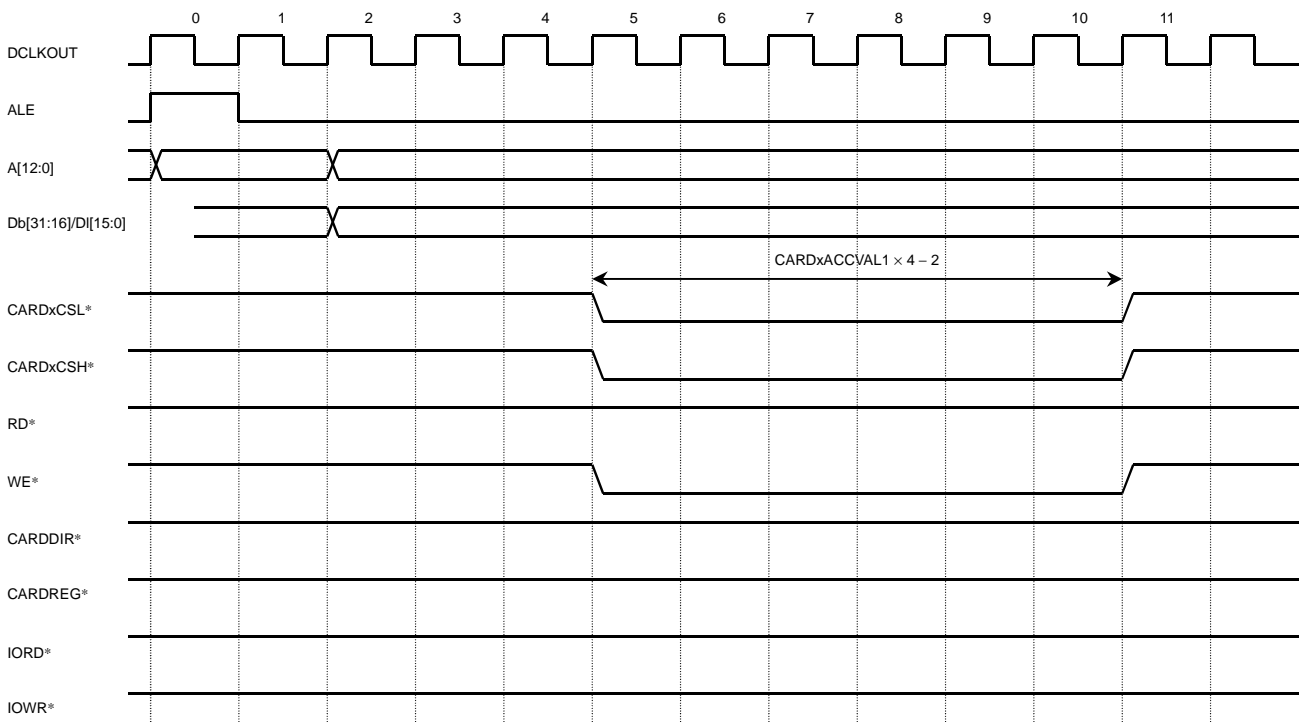 0 1 2 3 4 5 6 7 8 9 10 11
DCLKOUT
ALE
A[12:0]
Db[31:16]/DI[15:0]
CARDxACCVAL1 × 4 – 2
CARDxCSL*
CARDxCSH*
RD*
WE*
CARDDIR*
CARDREG*
IORD*
IOWR*